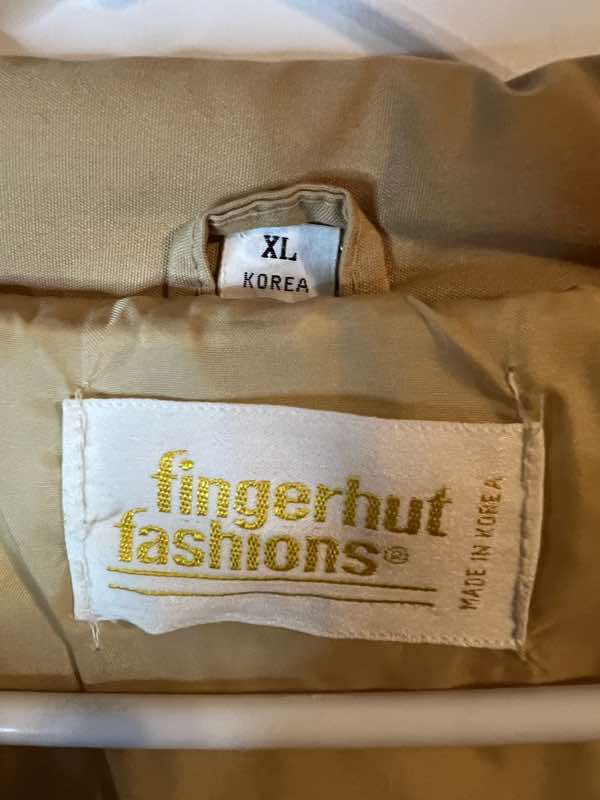 XL
KOREA
fingerhut
fashions®
MADE IN KOREA